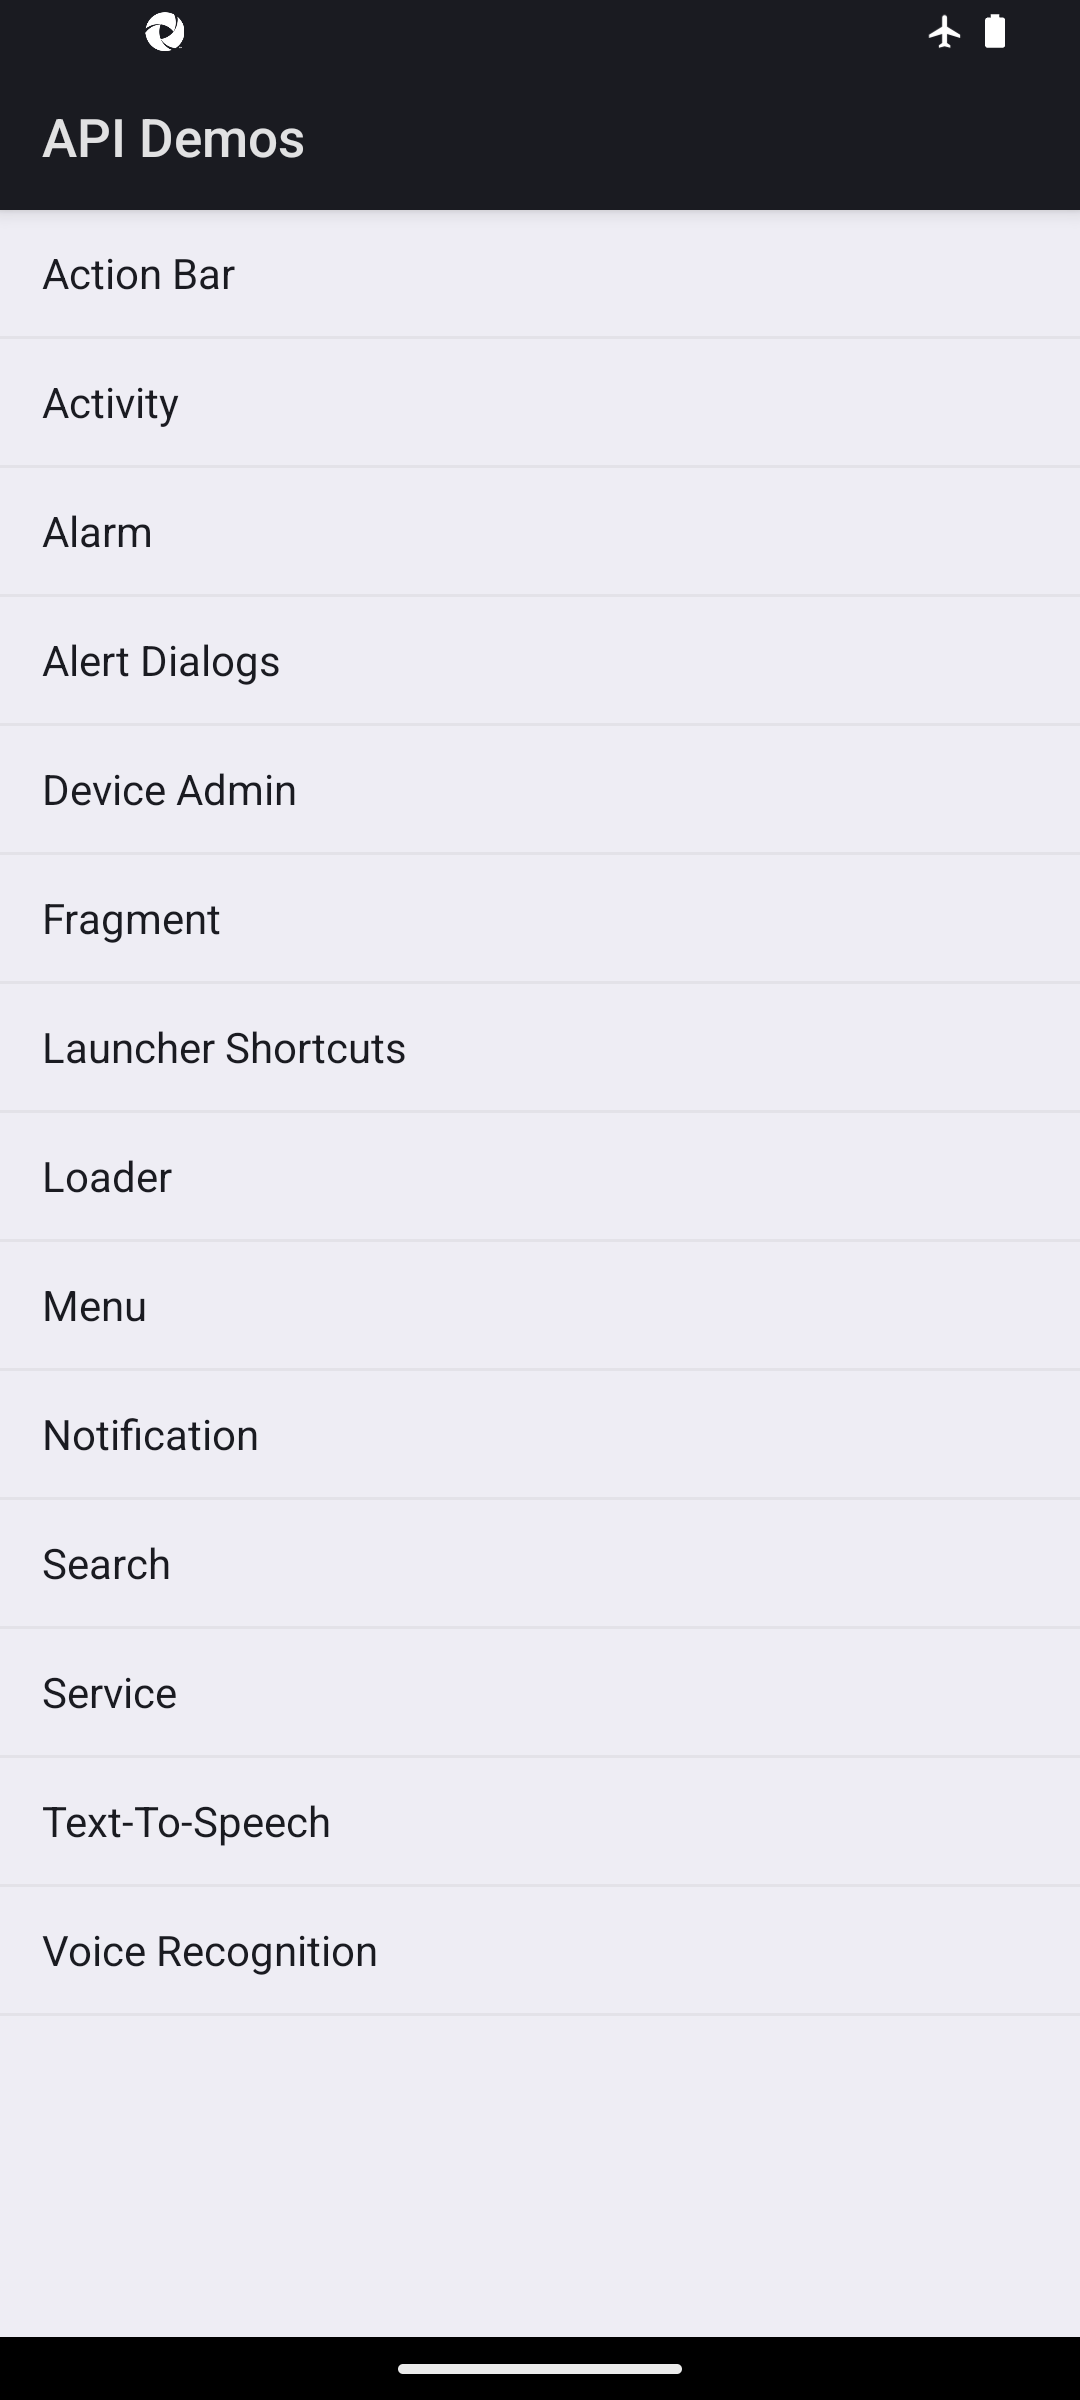 API Demos
Action Bar
Activity
Alarm
Alert Dialogs
Device Admin
Fragment
Launcher Shortcuts
Loader
Menu
Notification
Search
Service
Text-To-Speech
Voice Recognition